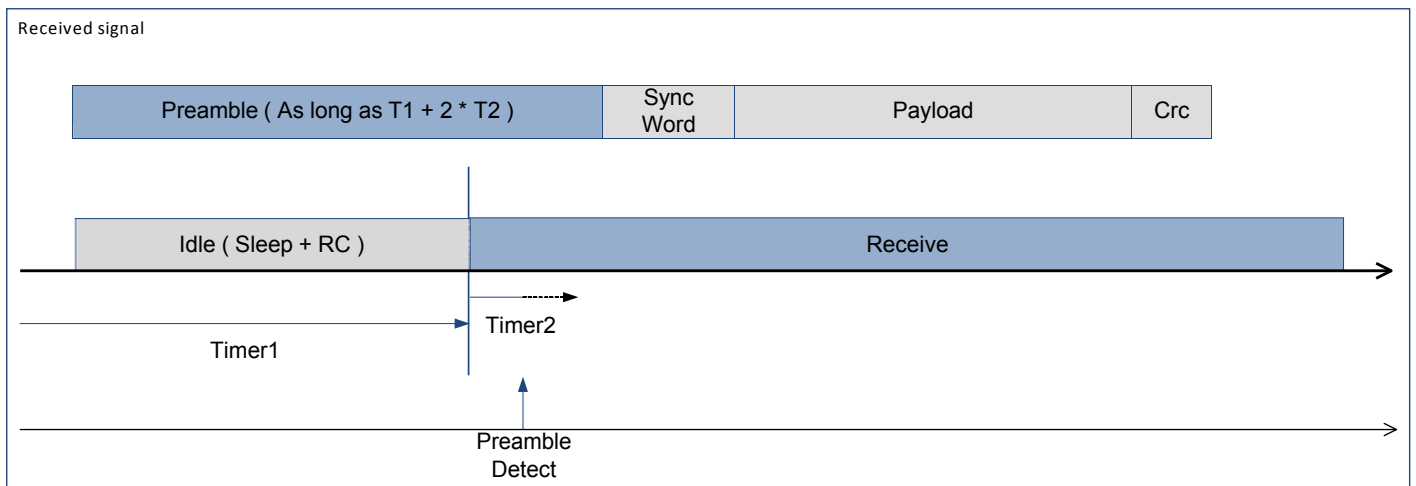 Received signal
Preamble ( As long as T1 + 2 * T2 )
Sync
Word
Payload
Crc
Idle ( Sleep + RC )
Receive
Timer2
Timer1
Preamble
Detect